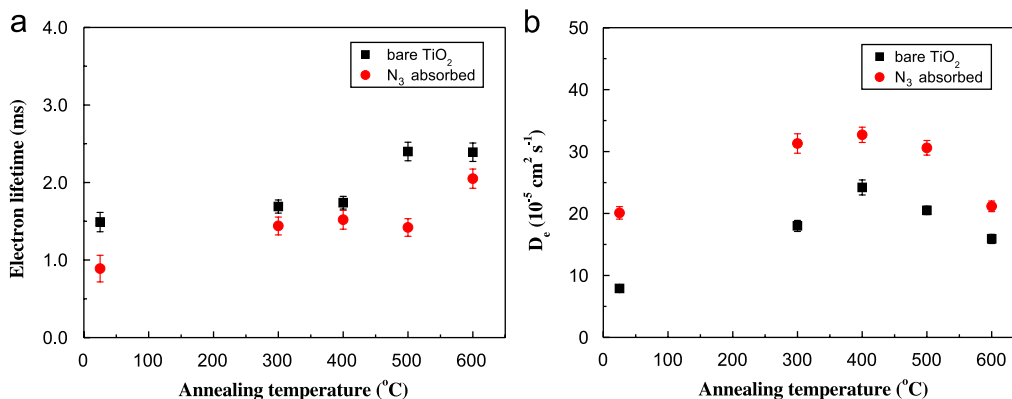 a
4.0
3.0
2.0
1.0
0.0
Electron lifetime (ms)
bare TiO₂
N₃ absorbed
0 100 200 300 400 500 600
Annealing temperature (°C)
b
50
40
30
20
10
0
Dₑ (10⁻⁵ cm² s⁻¹)
bare TiO₂
N₃ absorbed
0 100 200 300 400 500 600
Annealing temperature (°C)